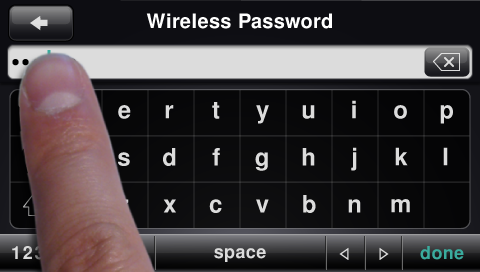 Wireless Password
••
e r t y u i o p
s d f g h j k l
x c v b n m
123 space done